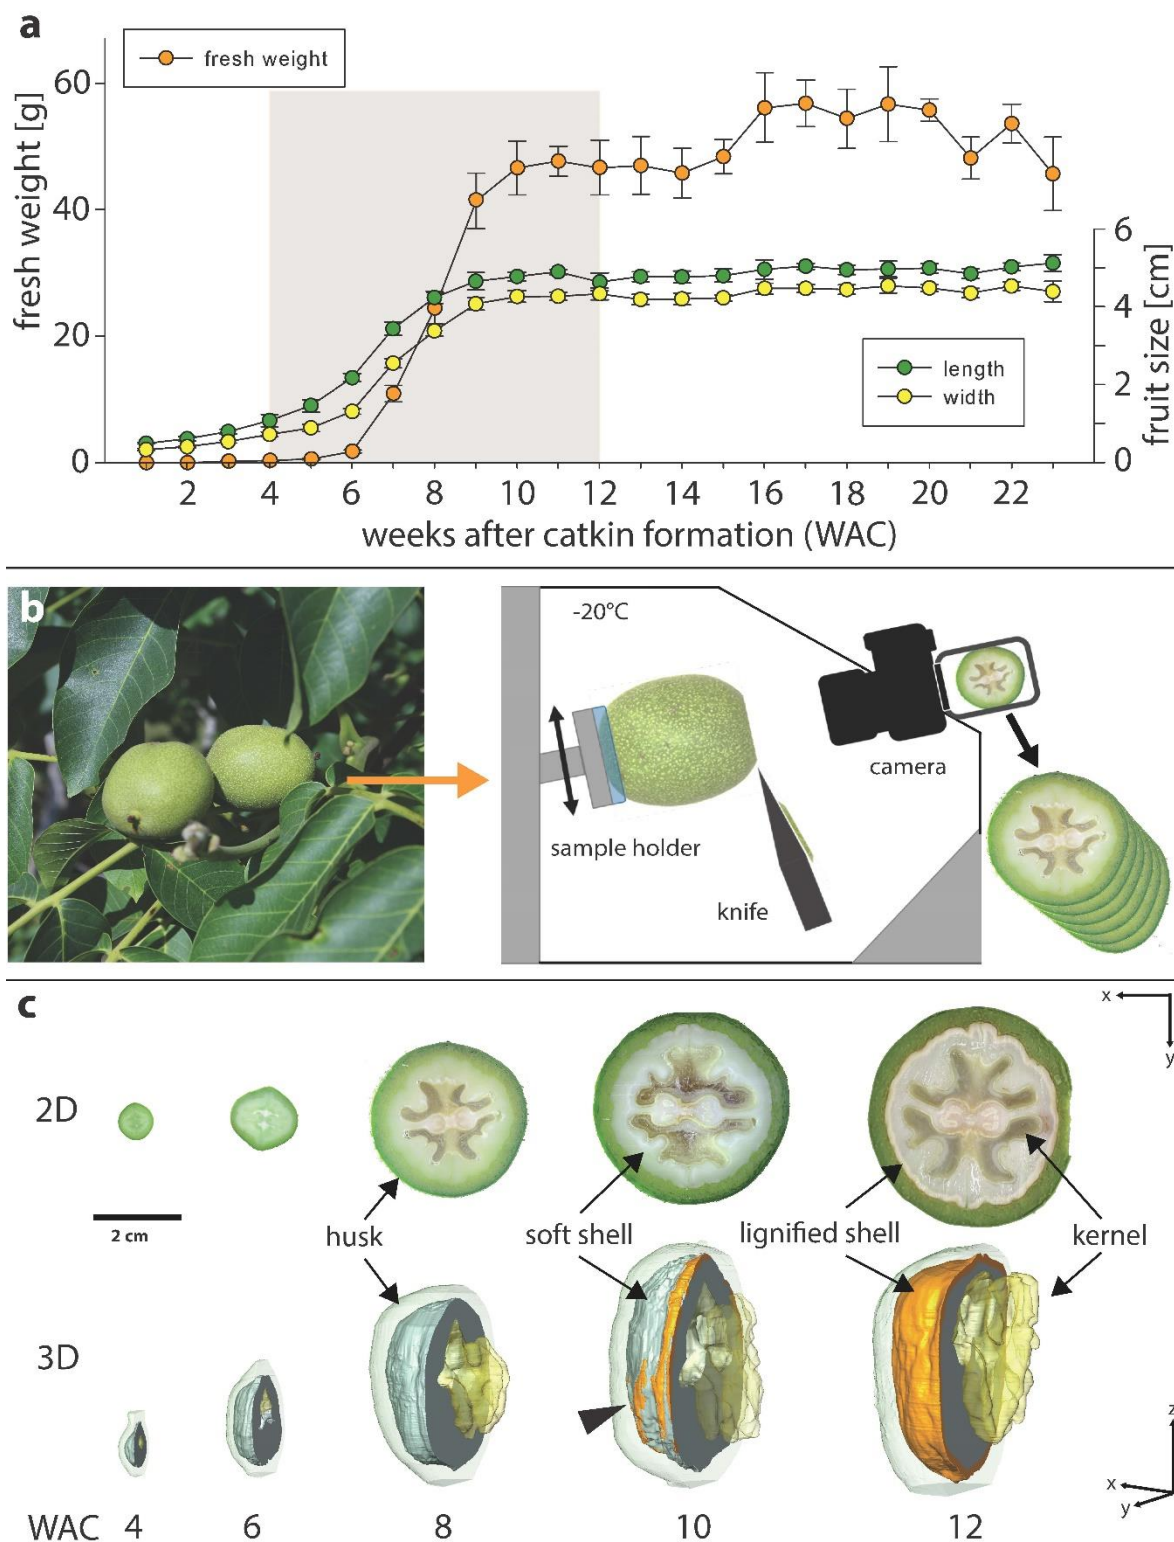 a
fresh weight
fresh weight [g]
60
40
20
0
6
4
2
0
fruit size [cm]
length
width
2 4 6 8 10 12 14 16 18 20 22
weeks after catkin formation (WAC)
b
-20°C
camera
sample holder
knife
c
x
y
2D
2 cm
husk
soft shell
lignified shell
kernel
3D
z
x
y
WAC 4 6 8 10 12